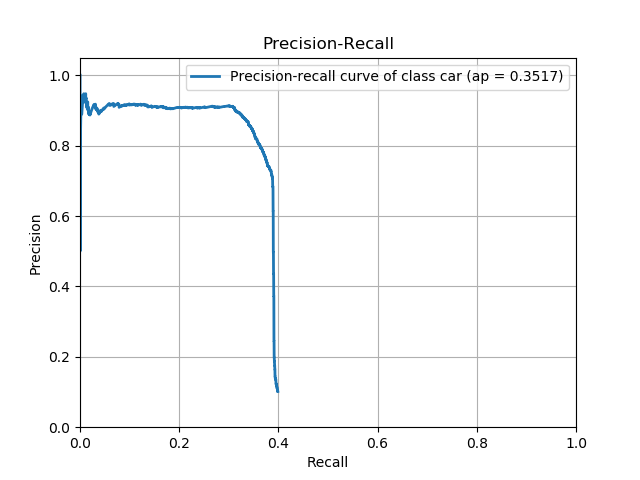 Precision-Recall
Precision-recall curve of class car (ap = 0.3517)
1.0
0.8
0.6
0.4
0.2
0.0
Precision
0.0 0.2 0.4 0.6 0.8 1.0
Recall